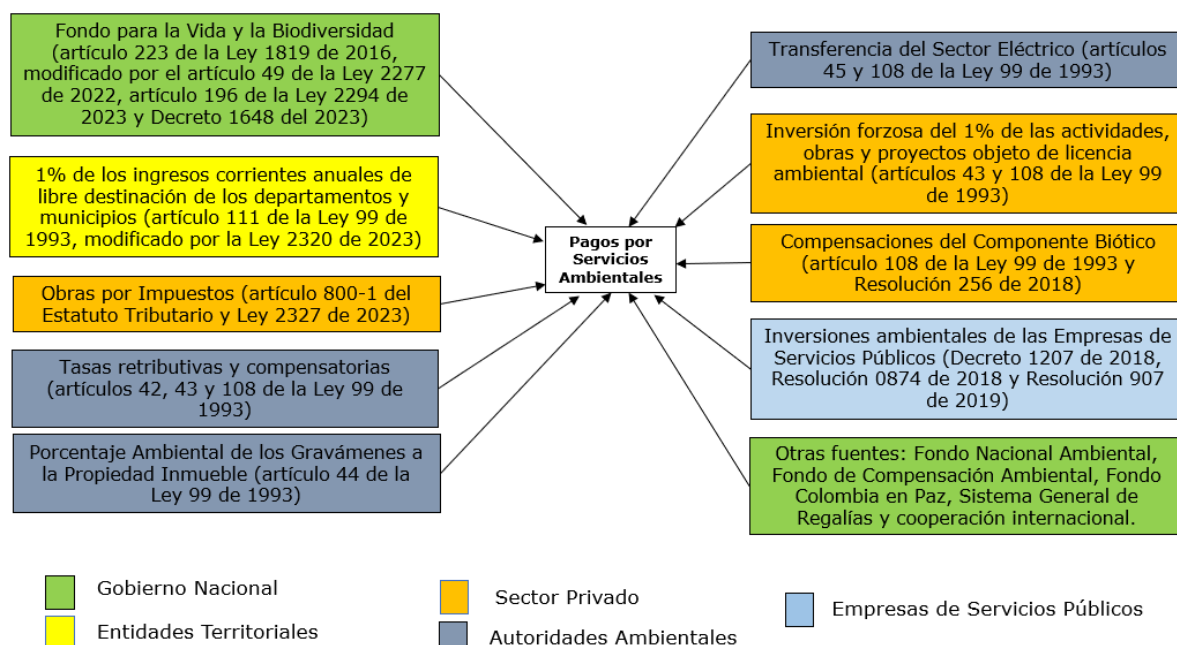 Fondo para la Vida y la Biodiversidad
(artículo 223 de la Ley 1819 de 2016,
modificado por el artículo 49 de la Ley 2277
de 2022, artículo 196 de la Ley 2294 de
2023 y Decreto 1648 del 2023)
1% de los ingresos corrientes anuales de
libre destinación de los departamentos y
municipios (artículo 111 de la Ley 99 de
1993, modificado por la Ley 2320 de 2023)
Obras por Impuestos (artículo 800-1 del
Estatuto Tributario y Ley 2327 de 2023)
Tasas retributivas y compensatorias
(artículos 42, 43 y 108 de la Ley 99 de
1993)
Porcentaje Ambiental de los Gravámenes a
la Propiedad Inmueble (artículo 44 de la
Ley 99 de 1993)
Pagos por
Servicios
Ambientales
Transferencia del Sector Eléctrico (artículos
45 y 108 de la Ley 99 de 1993)
Inversión forzosa del 1% de las actividades,
obras y proyectos objeto de licencia
ambiental (artículos 43 y 108 de la Ley 99
de 1993)
Compensaciones del Componente Biótico
(artículo 108 de la Ley 99 de 1993 y
Resolución 256 de 2018)
Inversiones ambientales de las Empresas de
Servicios Públicos (Decreto 1207 de 2018,
Resolución 0874 de 2018 y Resolución 907
de 2019)
Otras fuentes: Fondo Nacional Ambiental,
Fondo de Compensación Ambiental, Fondo
Colombia en Paz, Sistema General de
Regalías y cooperación internacional.
Gobierno Nacional
Entidades Territoriales
Sector Privado
Autoridades Ambientales
Empresas de Servicios Públicos